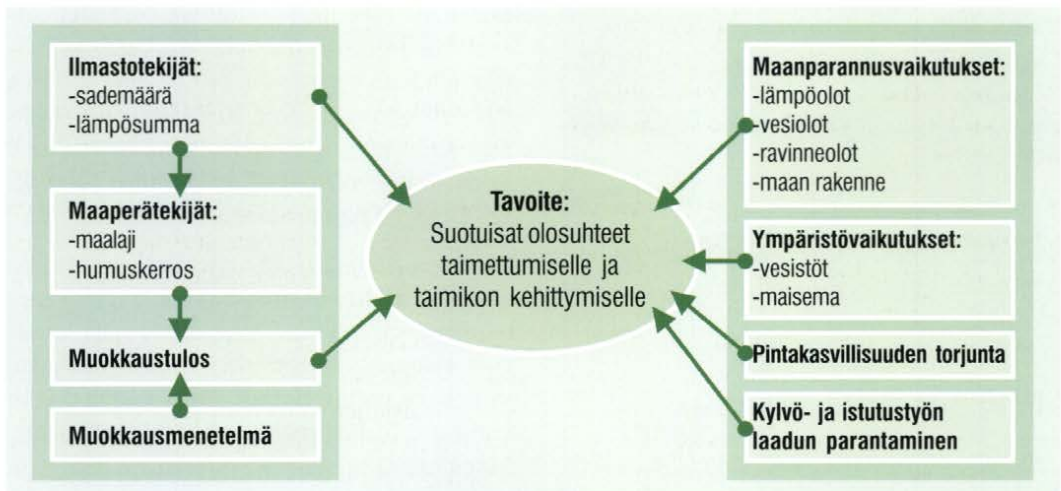 Ilmastotekijät:
-sademäärä
-lämpösumma
Maaperätekijät:
-maalaji
-humuskerros
Muokkaustulos
Muokkausmenetelmä
Tavoite:
Suotuisat olosuhteet
taimettumiselle ja
taimikon kehittymiselle
Maanparannusvaikutukset:
-lämpöolot
-vesiolot
-ravinneolot
-maan rakenne
Ympäristövaikutukset:
-vesistöt
-maisema
Pintakasvillisuuden torjunta
Kylvö- ja istutustyön
laadun parantaminen